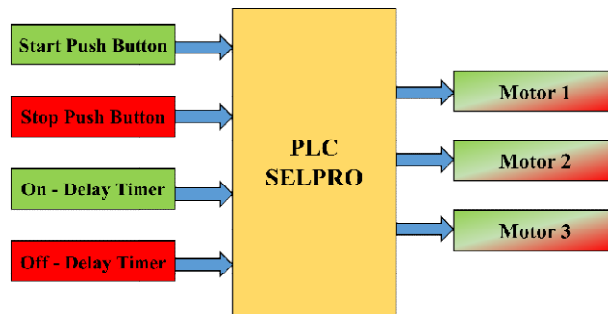 Start Push Button
Stop Push Button
On - Delay Timer
Off - Delay Timer
PLC
SELPRO
Motor 1
Motor 2
Motor 3